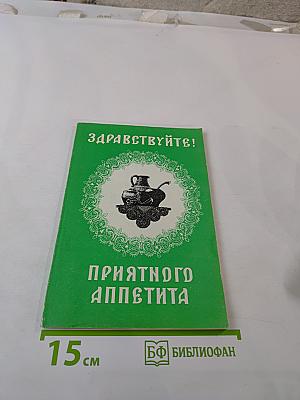 ЗДРАВСТВУЙТЕ!
ПРИЯТНОГО
АППЕТИТА
15 см
БФ БИБЛИОФАН